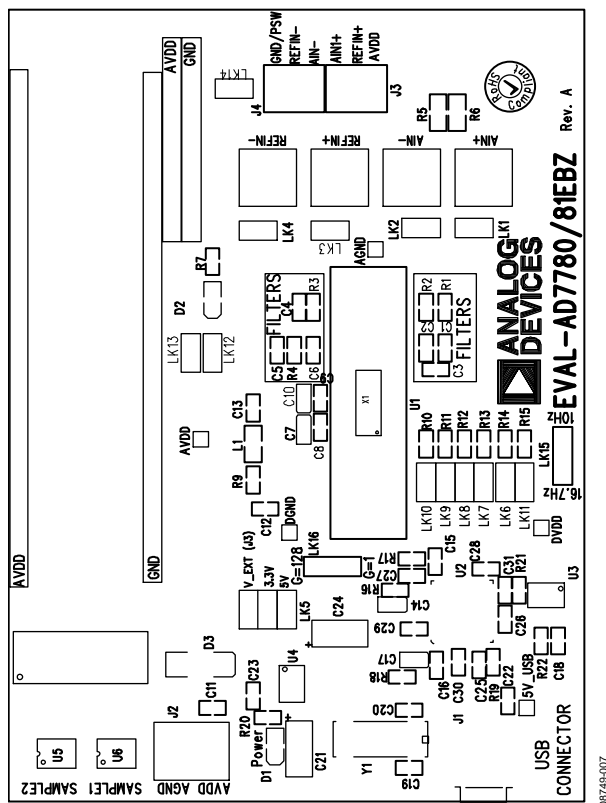 GND/PSW
REFIN-
AIN-
AIN1+
REFIN+
AVDD
AVDD
GND
LK14
J4
J3
RoHS
Compliant
R5
R6
Rev. A
REFIN-
REFIN+
AIN-
AIN+
LK4
LK3
LK2
LK1
AGND
R7
D2
FILTERS
C4
R3
R2
R1
LK13
LK12
C5
R4
C6
C2
C1
C3
FILTERS
ANALOG
DEVICES
EVAL-AD7780/81EBZ
C9
C10
X1
U1
C13
C7
C8
AVDD
L1
R10
R11
R12
R13
R14
R15
10Hz
LK15
16.7Hz
R9
LK10
LK9
LK8
LK7
LK6
LK11
C12
DGND
DVDD
V_EXT (J3)
3.3V
5V
LK5
G=128
LK16
G=1
R17
C15
C27
R16
C14
U2
C28
C31
R21
U3
AVDD
GND
C24
C29
C26
D3
U4
C17
R18
C16
C30
C25
R19
C22
R22
C18
5V_USB
J2
C11
C23
R20
Power
D1
C21
C20
Y1
C19
J1
USB
CONNECTOR
U5
U6
SAMPLE2
SAMPLE1
AVDD AGND
AVDD